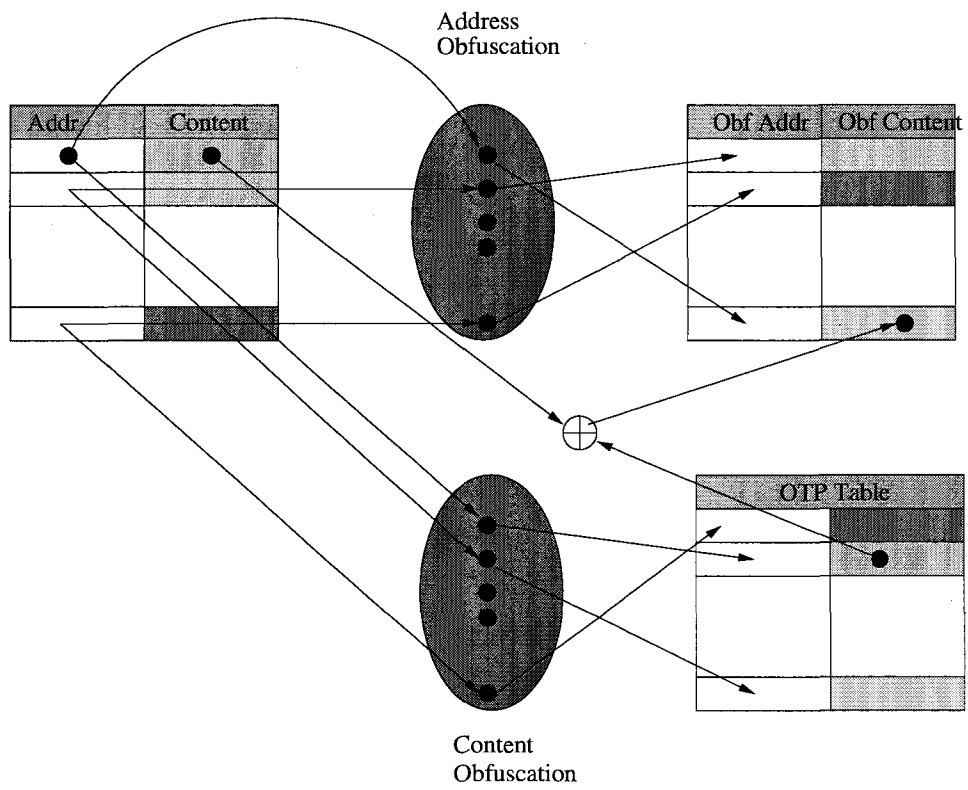 Address
Obfuscation
Addr Content
Obf Addr Obf Content
OTP Table
Content
Obfuscation